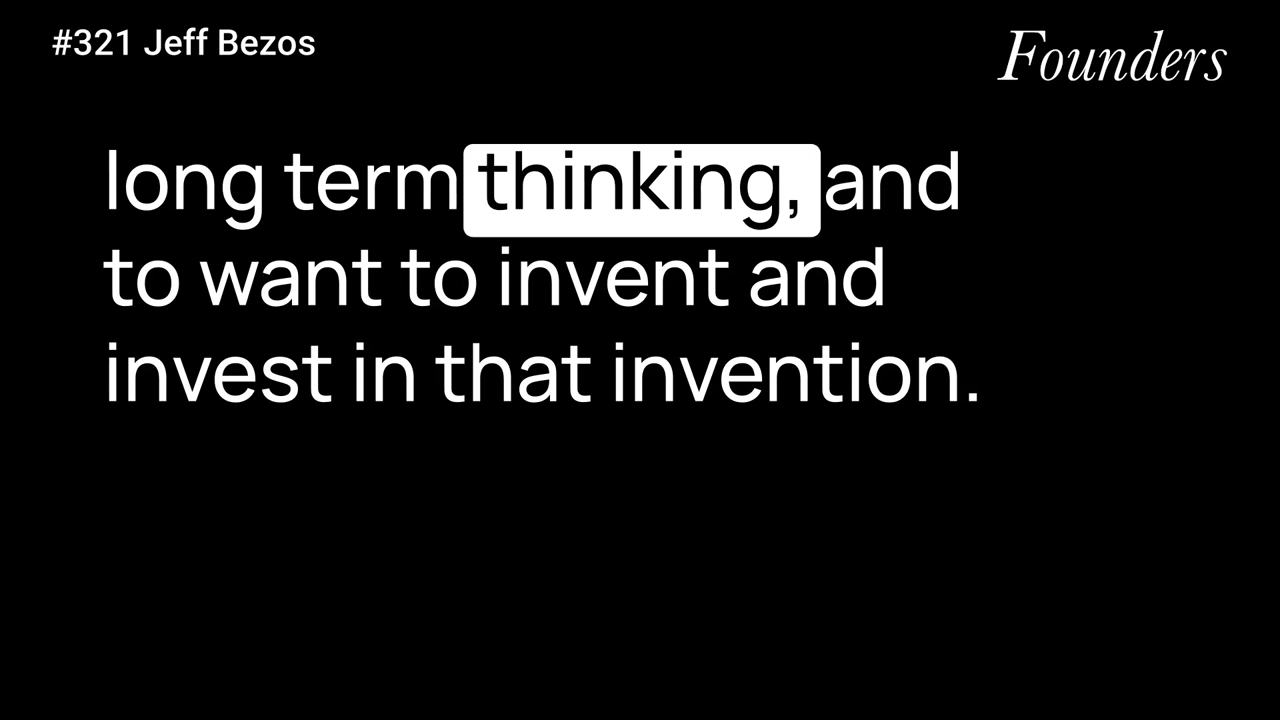 #321 Jeff Bezos
Founders
long term thinking, and
to want to invent and
invest in that invention.